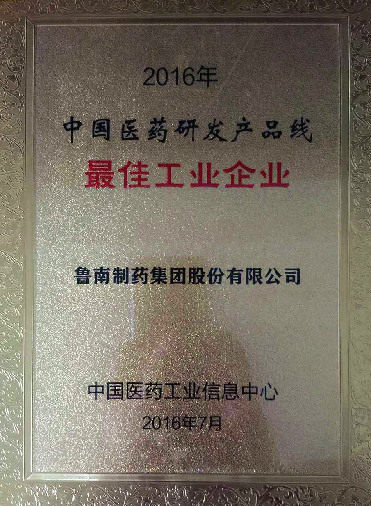 2016年
中国医药研发产品线
最佳工业企业
鲁南制药集团股份有限公司
中国医药工业信息中心
2016年7月